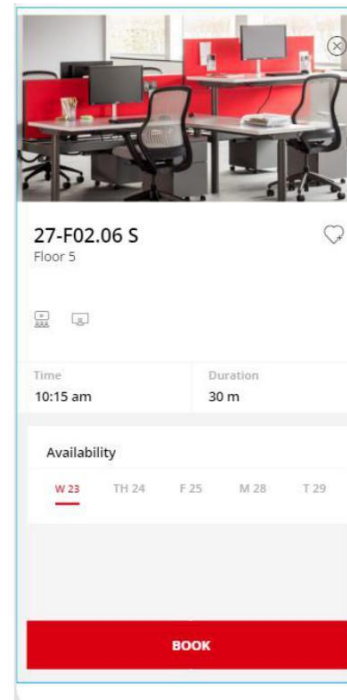 27-F02.06 S
Floor 5
Time
Duration
10:15 am
30 m
Availability
W 23 TH 24 F 25 M 28 T 29
BOOK